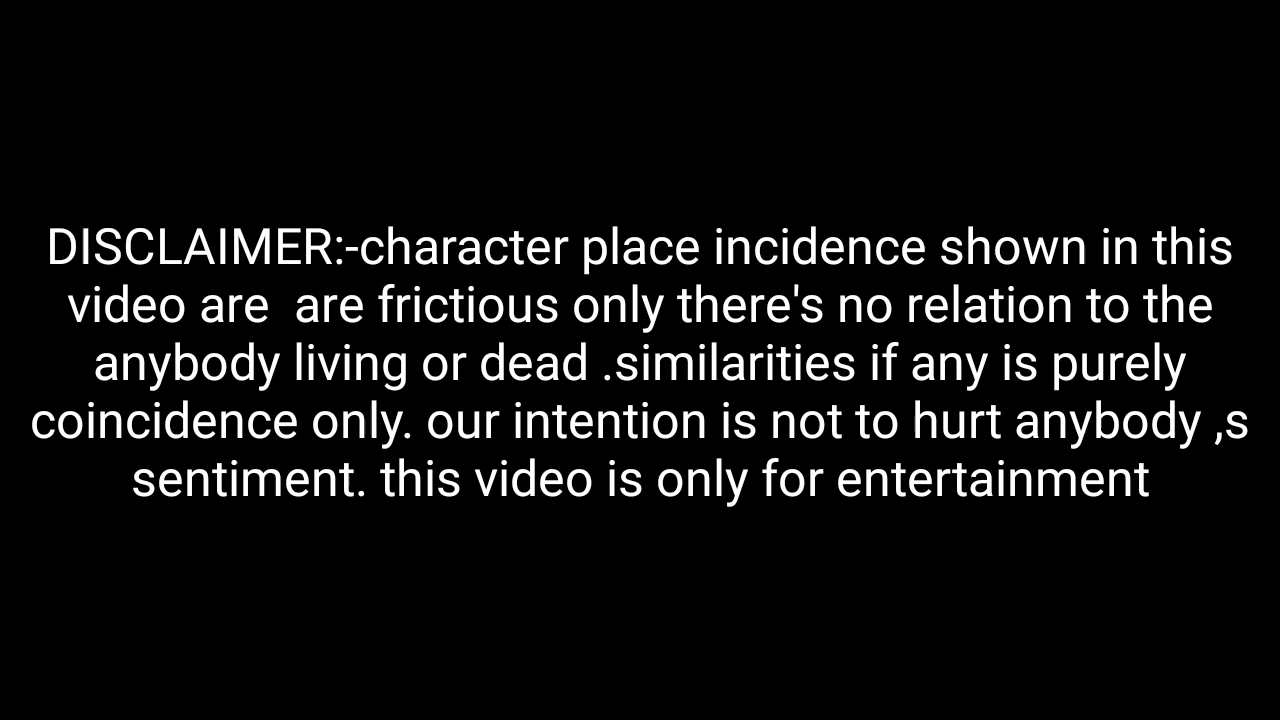 DISCLAIMER:-character place incidence shown in this
video are  are frictious only there's no relation to the
anybody living or dead .similarities if any is purely
coincidence only. our intention is not to hurt anybody ,s
sentiment. this video is only for entertainment